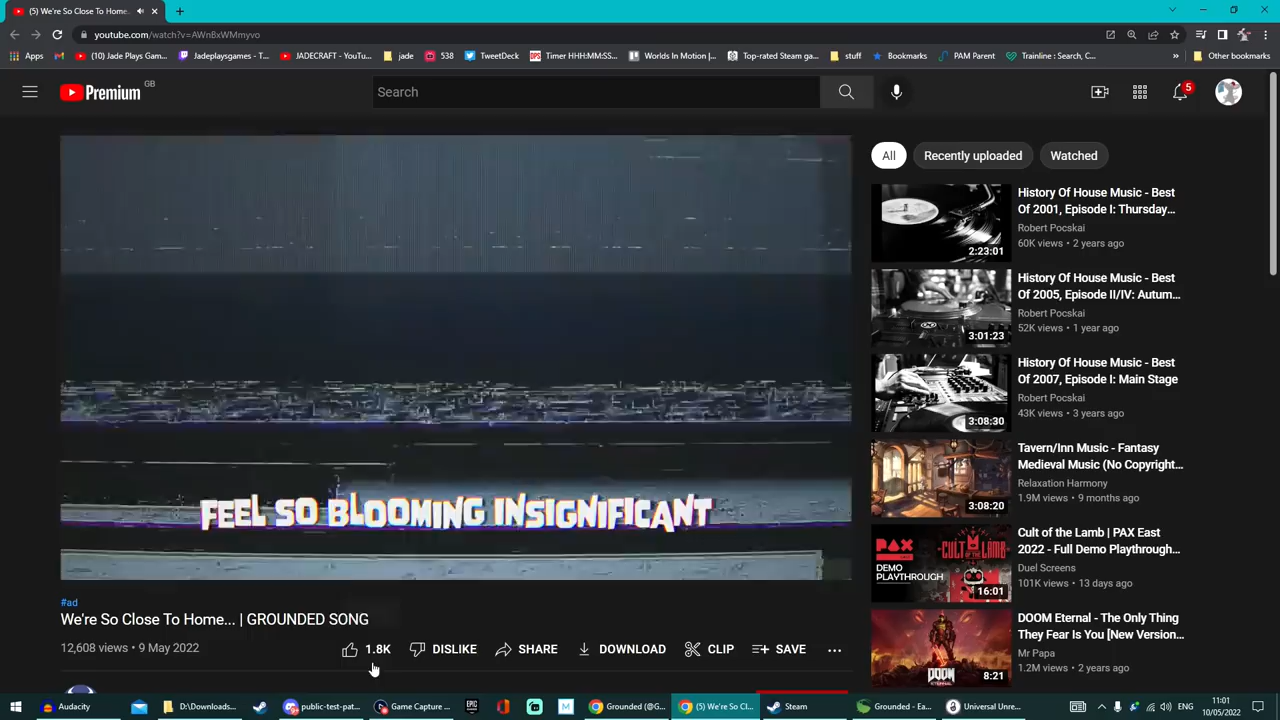 (5) We're So Close To Home...
youtube.com/watch?v=AWnBxWMmyvo
Apps
(10) Jade Plays Gam...
Jadeplaysgames - T...
JADECRAFT - YouTu...
jade
538
TweetDeck
Timer HHH:MM:SS...
Worlds In Motion |...
Top-rated Steam ga...
stuff
Bookmarks
PAM Parent
Trainline : Search, C...
Other bookmarks
Premium GB
Search
5
All
Recently uploaded
Watched
FEEL SO BLOOMING INSIGNIFICANT
History Of House Music - Best
Of 2001, Episode I: Thursday...
Robert Pocskai
60K views • 2 years ago
2:23:01
History Of House Music - Best
Of 2005, Episode II/IV: Autum...
Robert Pocskai
52K views • 1 year ago
3:01:23
History Of House Music - Best
Of 2007, Episode I: Main Stage
Robert Pocskai
43K views • 3 years ago
3:08:30
Tavern/Inn Music - Fantasy
Medieval Music (No Copyright...
Relaxation Harmony
1.9M views • 9 months ago
3:08:20
PAX
DEMO
PLAYTHROUGH
CULT OF THE LAMB
16:01
Cult of the Lamb | PAX East
2022 - Full Demo Playthrough...
Duel Screens
101K views • 13 days ago
DOOM
8:21
DOOM Eternal - The Only Thing
They Fear Is You [New Version...
Mr Papa
1.2M views • 2 years ago
#ad
We're So Close To Home... | GROUNDED SONG
12,608 views • 9 May 2022
1.8K
DISLIKE
SHARE
DOWNLOAD
CLIP
SAVE
Audacity
D:\Downloads...
public-test-pat...
Game Capture ...
EPIC
M
Grounded (@G...
(5) We're So Cl...
Steam
Grounded - Ea...
Universal Unre...
ENG
11:01
10/05/2022